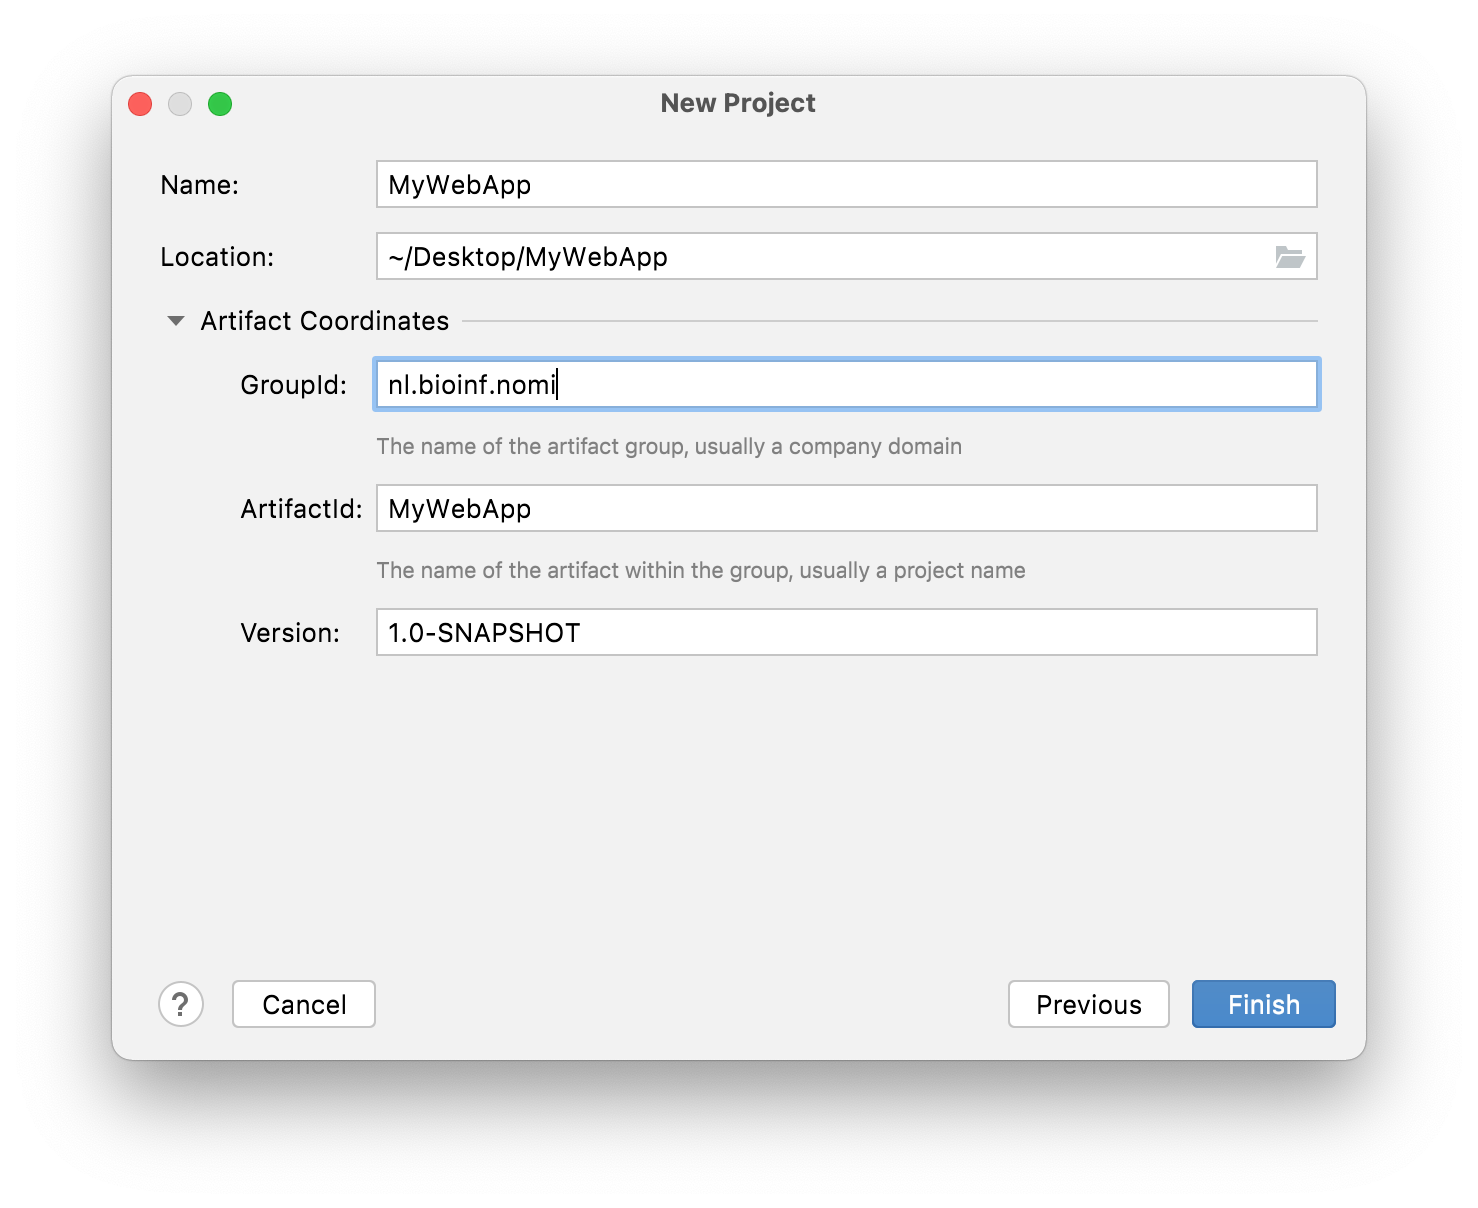 New Project
Name: MyWebApp
Location: ~/Desktop/MyWebApp
Artifact Coordinates
GroupId: nl.bioinf.nomi
The name of the artifact group, usually a company domain
ArtifactId: MyWebApp
The name of the artifact within the group, usually a project name
Version: 1.0-SNAPSHOT
? Cancel Previous Finish